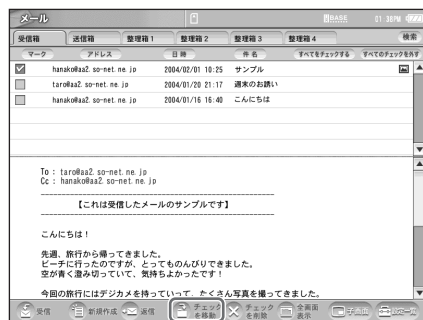 メール BASE 01:38PM
受信箱 送信箱 整理箱1 整理箱2 整理箱3 整理箱4 検索
マーク アドレス 日時 件名 すべてをチェックする すべてのチェックを外す
hanako@aa2.so-net.ne.jp 2004/02/01 10:25 サンプル
taro@aa2.so-net.ne.jp 2004/01/20 21:17 週末のお誘い
hanako@aa2.so-net.ne.jp 2004/01/16 16:40 こんにちは
To : taro@aa2.so-net.ne.jp
Cc : hanako@aa2.so-net.ne.jp
【これは受信したメールのサンプルです】
こんにちは！
先週、旅行から帰ってきました。
ビーチに行ったのですが、とってものんびりできました。
空が青く澄み切っていて、気持ちよかったです！
今回の旅行にはデジカメを持っていって、たくさん写真を撮ってきました。
受信 新規作成 返信 チェックを移動 チェックを削除 全画面表示 子画面